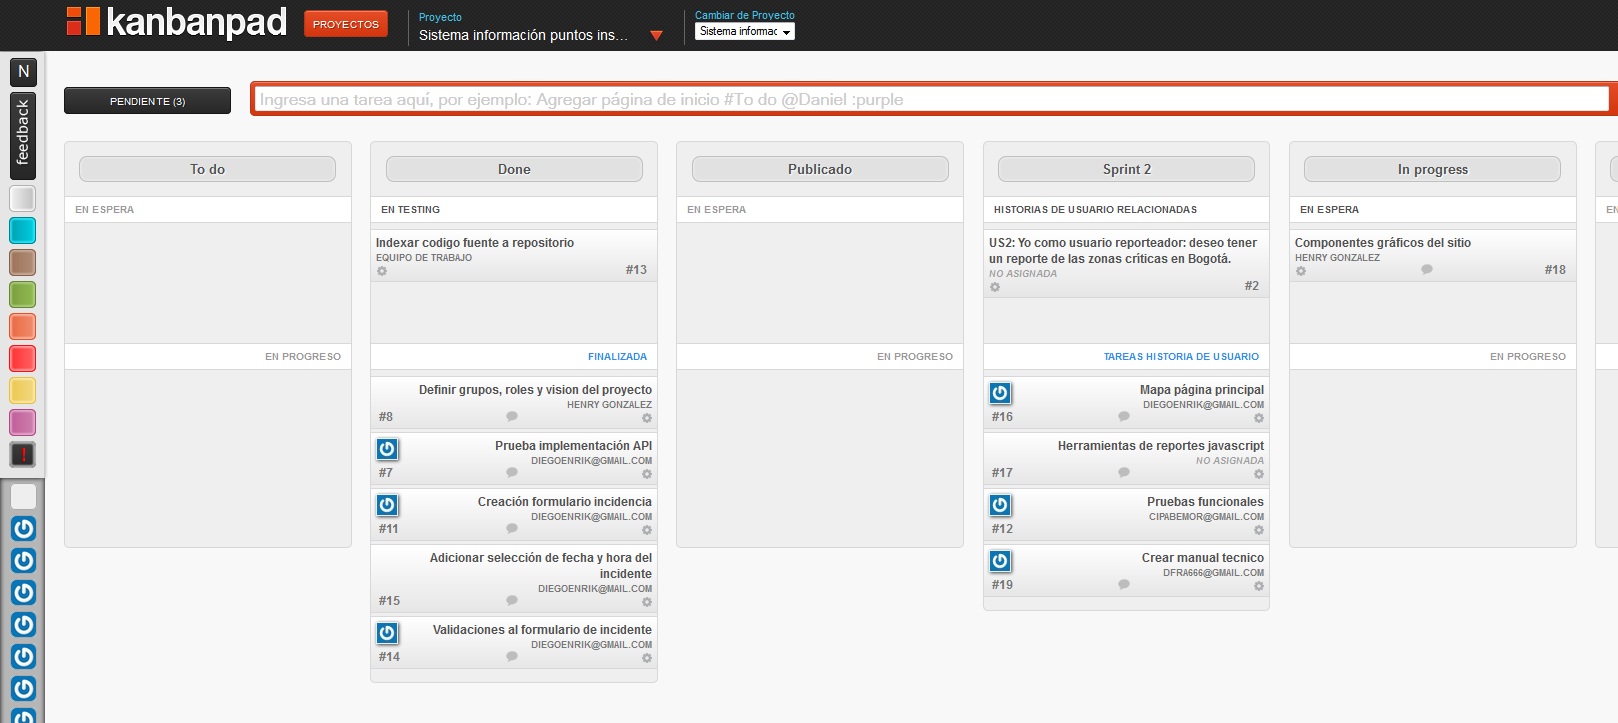 kanbanpad
PROYECTOS
Proyecto
Sistema información puntos ins...
Cambiar de Proyecto
Sistema informac
N
feedback
!
PENDIENTE (3)
Ingresa una tarea aquí, por ejemplo: Agregar página de inicio #To do @Daniel :purple
To do
EN ESPERA
EN PROGRESO
Done
EN TESTING
Indexar codigo fuente a repositorio
EQUIPO DE TRABAJO
#13
FINALIZADA
Definir grupos, roles y vision del proyecto
HENRY GONZALEZ
#8
Prueba implementación API
DIEGOENRIK@GMAIL.COM
#7
Creación formulario incidencia
DIEGOENRIK@GMAIL.COM
#11
Adicionar selección de fecha y hora del
incidente
DIEGOENRIK@MAIL.COM
#15
Validaciones al formulario de incidente
DIEGOENRIK@GMAIL.COM
#14
Publicado
EN ESPERA
EN PROGRESO
Sprint 2
HISTORIAS DE USUARIO RELACIONADAS
US2: Yo como usuario reporteador: deseo tener
un reporte de las zonas críticas en Bogotá.
NO ASIGNADA
#2
TAREAS HISTORIA DE USUARIO
Mapa página principal
DIEGOENRIK@GMAIL.COM
#16
Herramientas de reportes javascript
NO ASIGNADA
#17
Pruebas funcionales
CIPABEMOR@GMAIL.COM
#12
Crear manual tecnico
DFRA666@GMAIL.COM
#19
In progress
EN ESPERA
Componentes gráficos del sitio
HENRY GONZALEZ
#18
EN PROGRESO